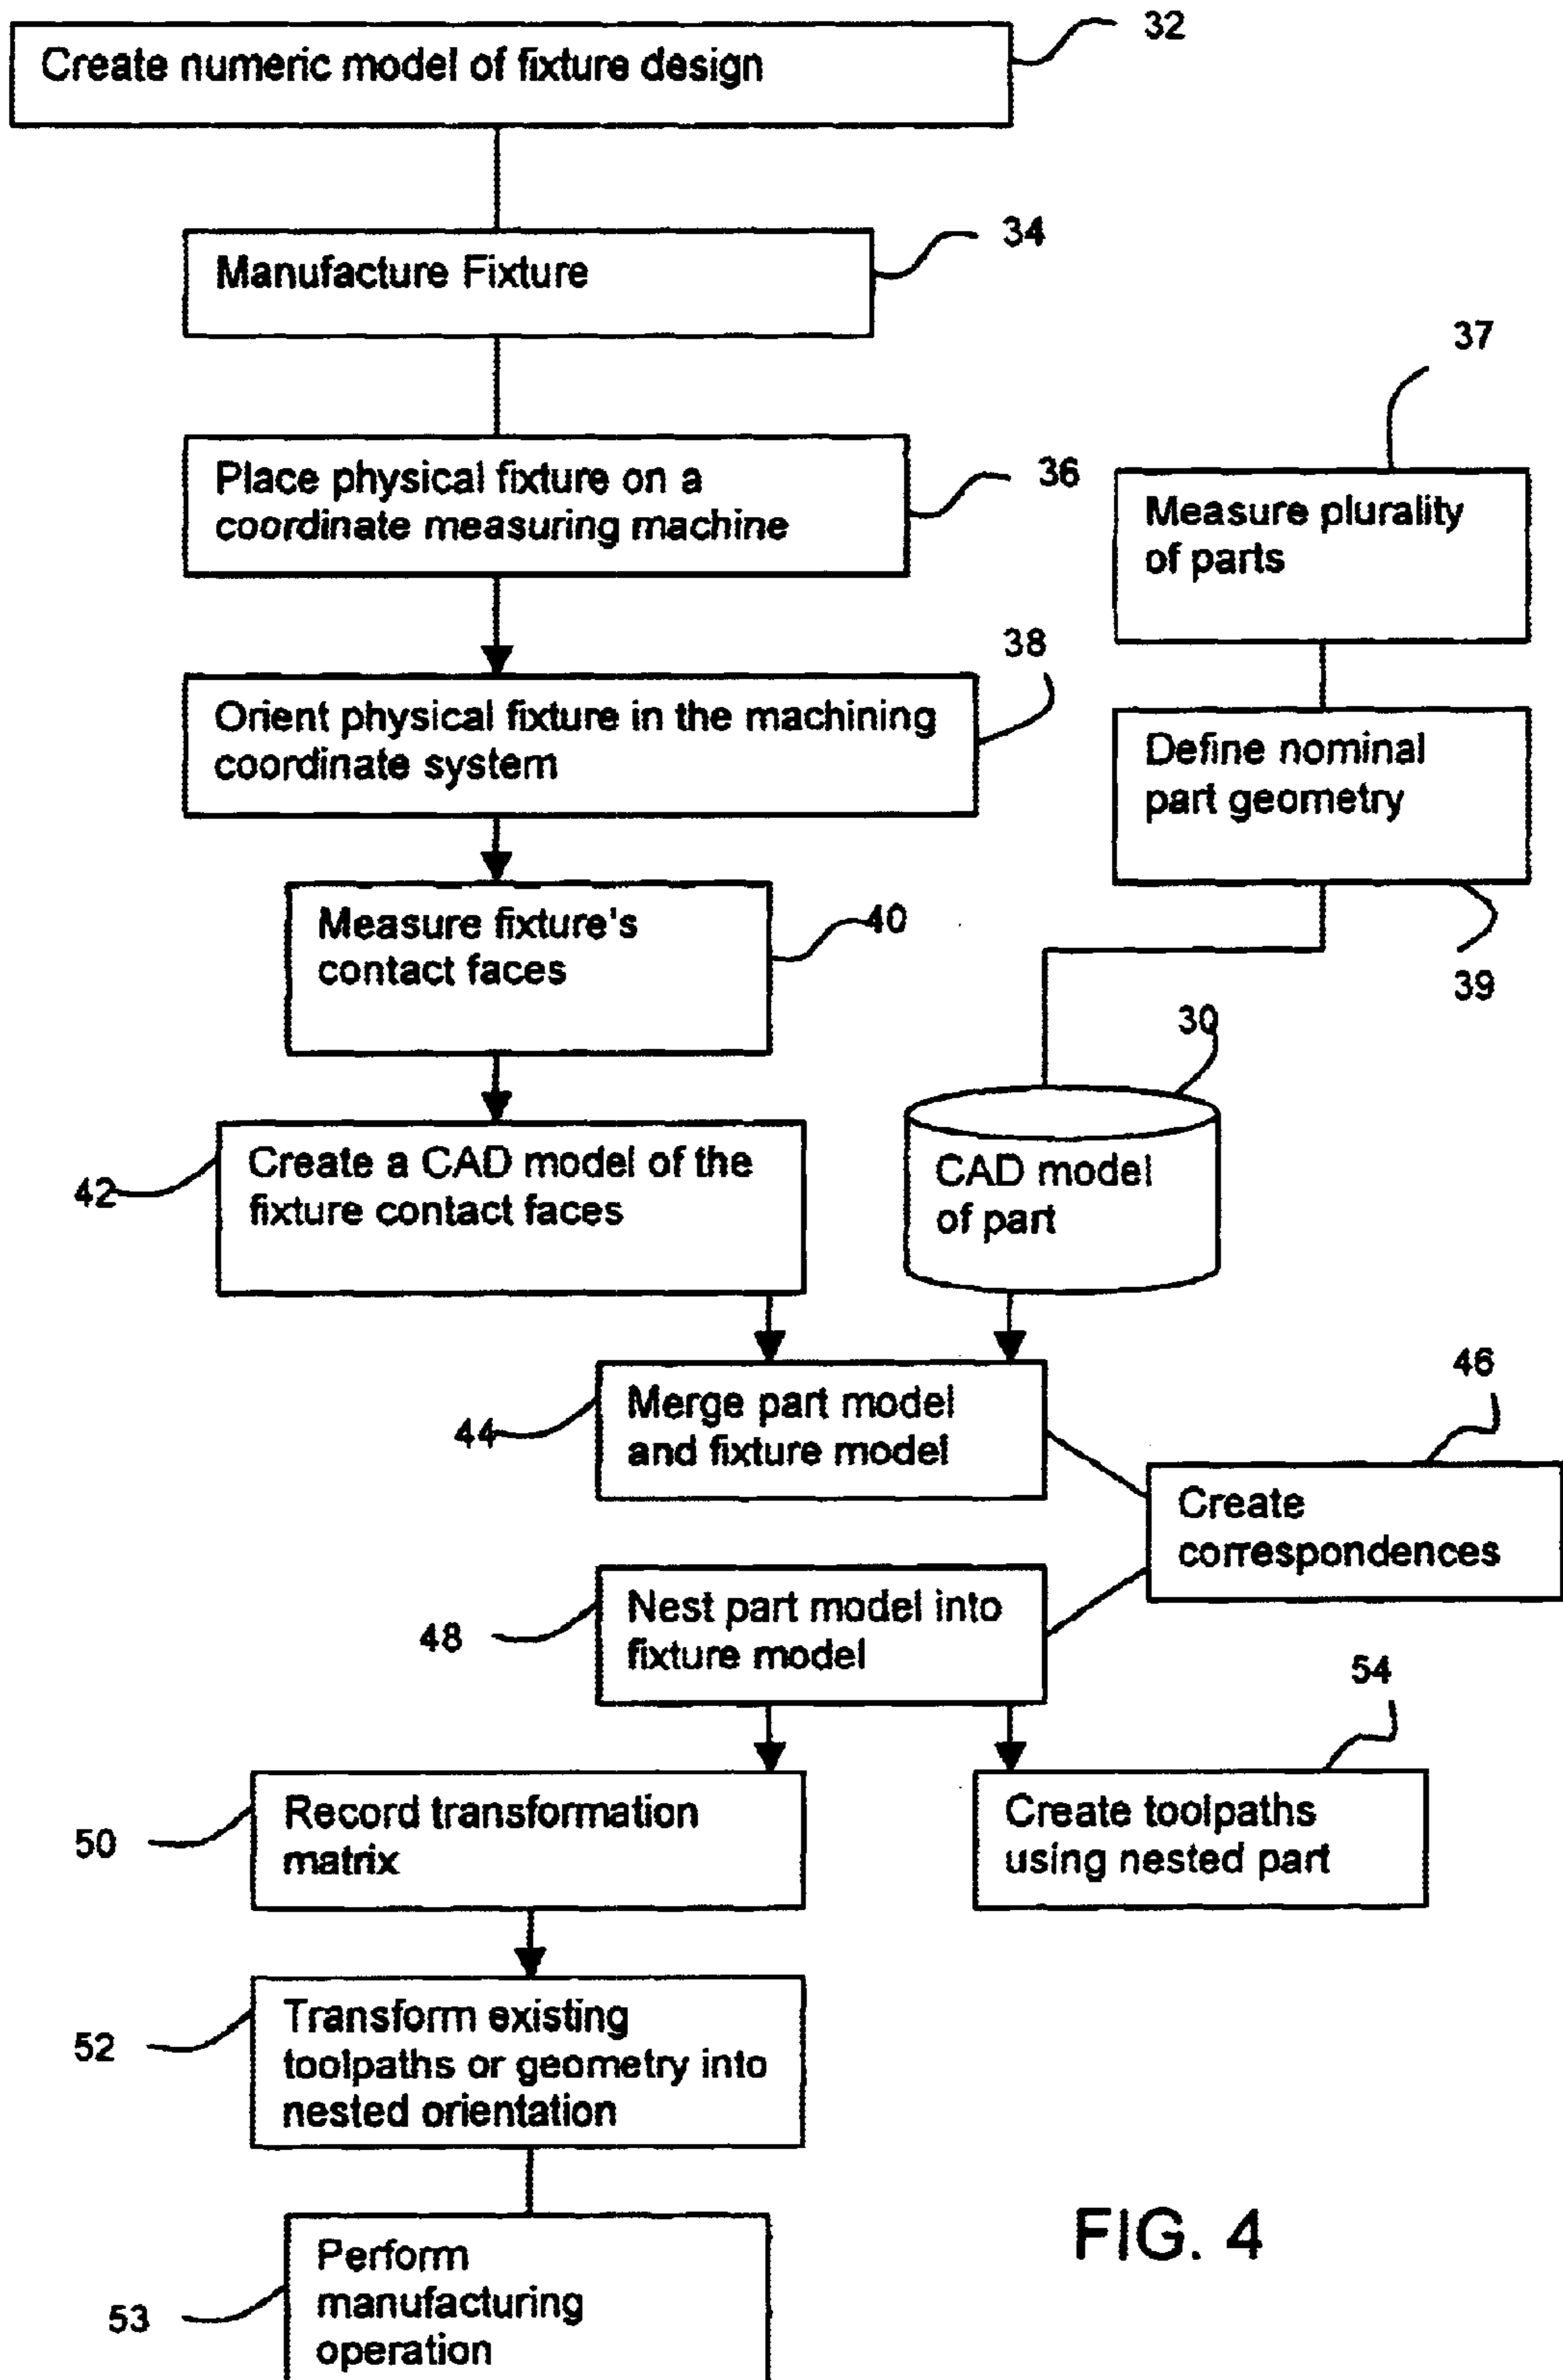 32
Create numeric model of fixture design
34
Manufacture Fixture
37
36
Place physical fixture on a
coordinate measuring machine
Measure plurality
of parts
38
Orient physical fixture in the machining
coordinate system
Define nominal
part geometry
39
40
Measure fixture's
contact faces
30
42
Create a CAD model of the
fixture contact faces
CAD model
of part
44
Merge part model
and fixture model
46
Create
correspondences
48
Nest part model into
fixture model
54
50
Record transformation
matrix
Create toolpaths
using nested part
52
Transform existing
toolpaths or geometry into
nested orientation
53
Perform
manufacturing
operation
FIG. 4